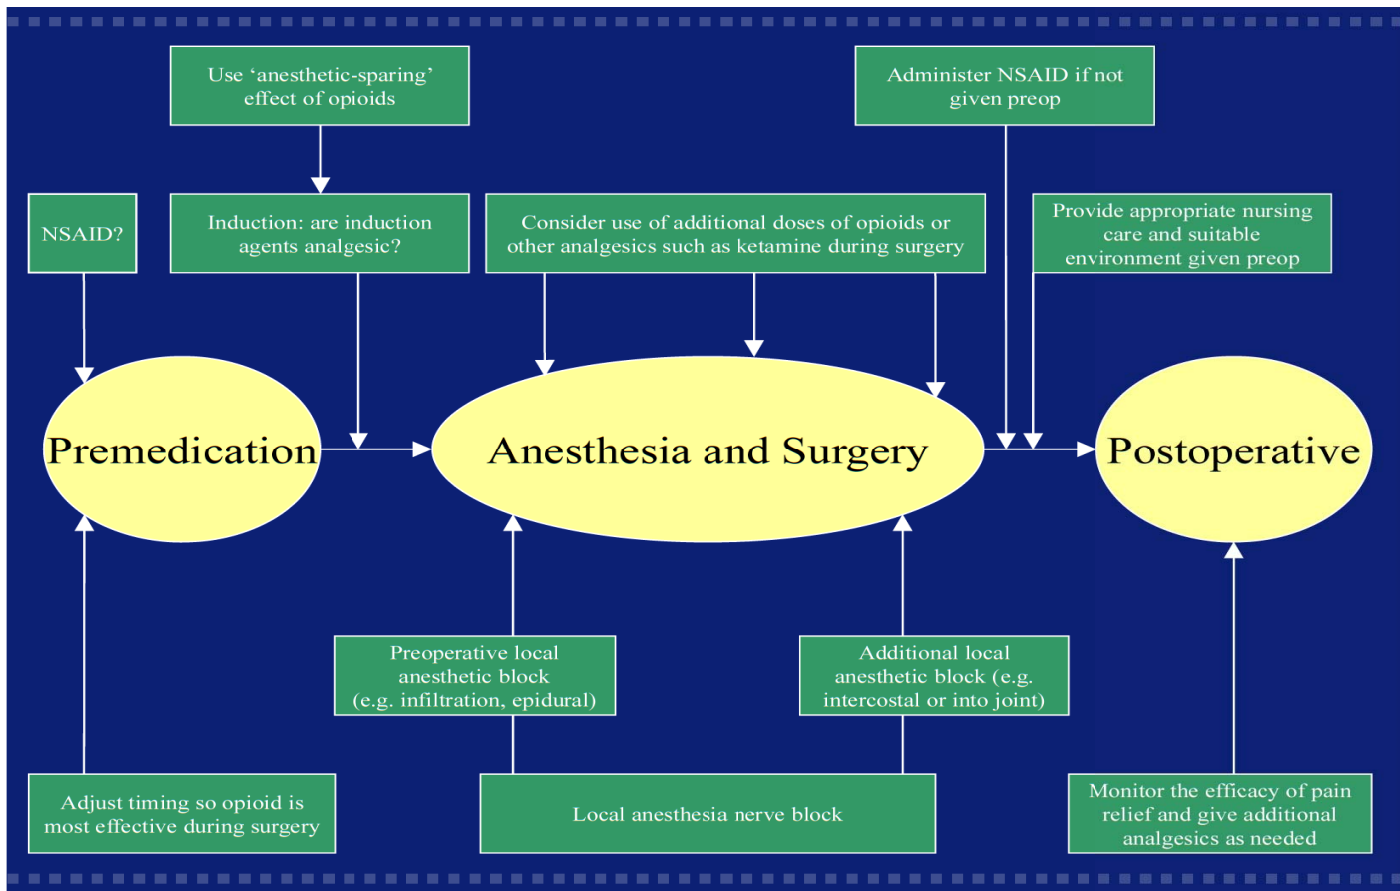 Use ‘anesthetic-sparing’
effect of opioids
Administer NSAID if not
given preop
NSAID?
Induction: are induction
agents analgesic?
Consider use of additional doses of opioids or
other analgesics such as ketamine during surgery
Provide appropriate nursing
care and suitable
environment given preop
Premedication
Anesthesia and Surgery
Postoperative
Preoperative local
anesthetic block
(e.g. infiltration, epidural)
Additional local
anesthetic block (e.g.
intercostal or into joint)
Adjust timing so opioid is
most effective during surgery
Local anesthesia nerve block
Monitor the efficacy of pain
relief and give additional
analgesics as needed